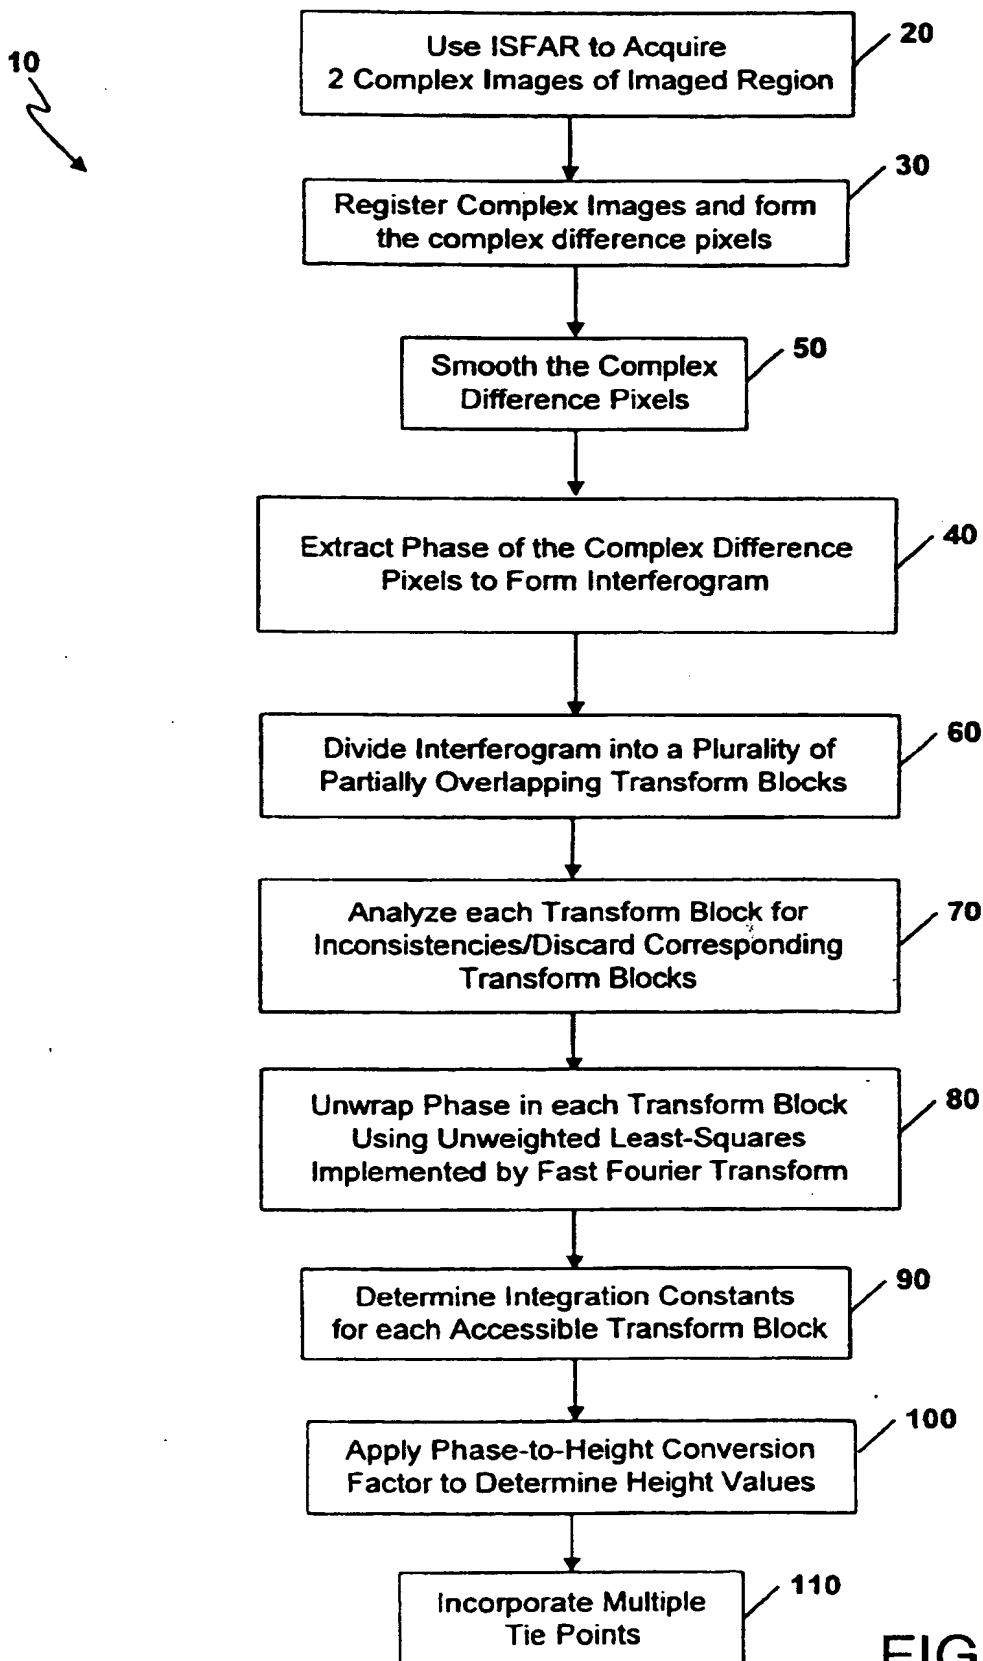 10
Use ISFAR to Acquire
2 Complex Images of Imaged Region
20
Register Complex Images and form
the complex difference pixels
30
Smooth the Complex
Difference Pixels
50
Extract Phase of the Complex Difference
Pixels to Form Interferogram
40
Divide Interferogram into a Plurality of
Partially Overlapping Transform Blocks
60
Analyze each Transform Block for
Inconsistencies/Discard Corresponding
Transform Blocks
70
Unwrap Phase in each Transform Block
Using Unweighted Least-Squares
Implemented by Fast Fourier Transform
80
Determine Integration Constants
for each Accessible Transform Block
90
Apply Phase-to-Height Conversion
Factor to Determine Height Values
100
Incorporate Multiple
Tie Points
110
FIG